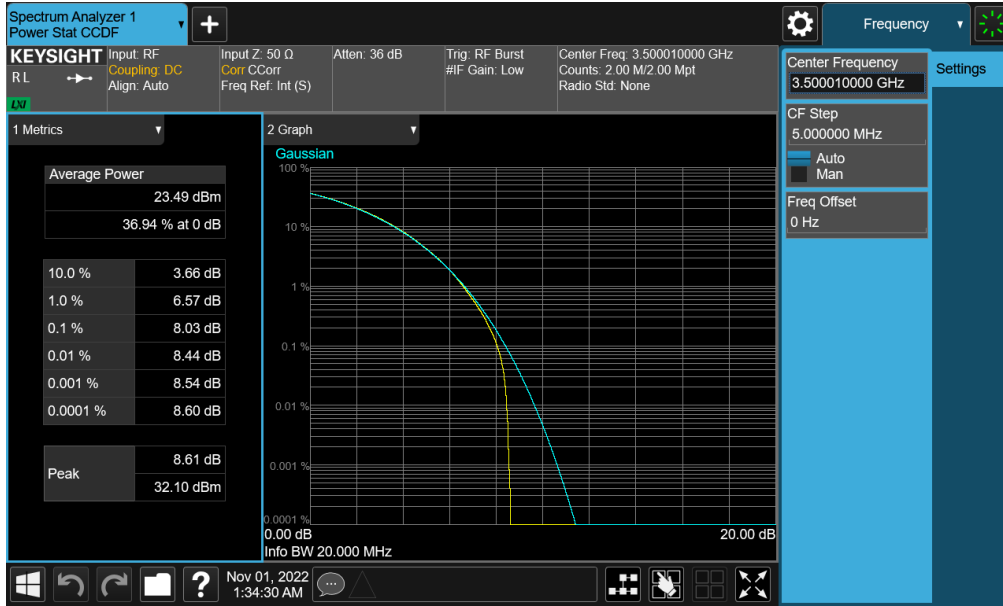 Spectrum Analyzer 1
Power Stat CCDF
Frequency
KEYSIGHT
R L
LXI
Input: RF
Coupling: DC
Align: Auto
Input Z: 50 Ω
Corr CCorr
Freq Ref: Int (S)
Atten: 36 dB
Trig: RF Burst
#IF Gain: Low
Center Freq: 3.500010000 GHz
Counts: 2.00 M/2.00 Mpt
Radio Std: None
Center Frequency
3.500010000 GHz
Settings
CF Step
5.000000 MHz
Auto
Man
Freq Offset
0 Hz
1 Metrics
Average Power
23.49 dBm
36.94 % at 0 dB
10.0 % 3.66 dB
1.0 % 6.57 dB
0.1 % 8.03 dB
0.01 % 8.44 dB
0.001 % 8.54 dB
0.0001 % 8.60 dB
Peak
8.61 dB
32.10 dBm
2 Graph
Gaussian
100 %
10 %
1 %
0.1 %
0.01 %
0.001 %
0.0001 %
0.00 dB 20.00 dB
Info BW 20.000 MHz
?
Nov 01, 2022
1:34:30 AM